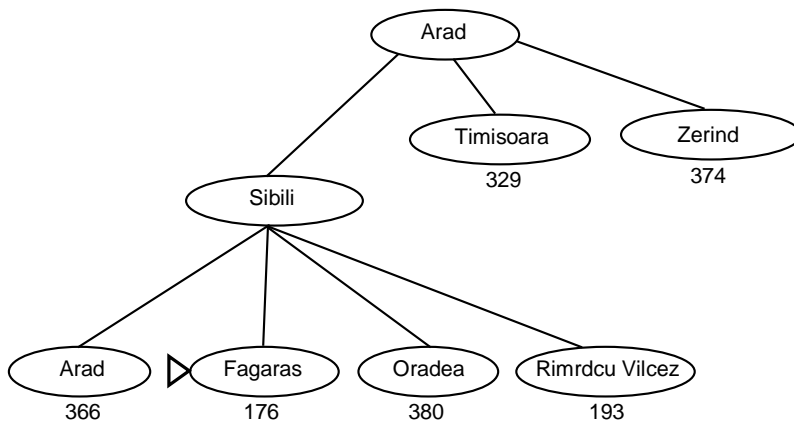 Arad
Timisoara
Zerind
329
374
Sibili
Arad
Fagaras
Oradea
Rimrdcu Vilcez
366
176
380
193